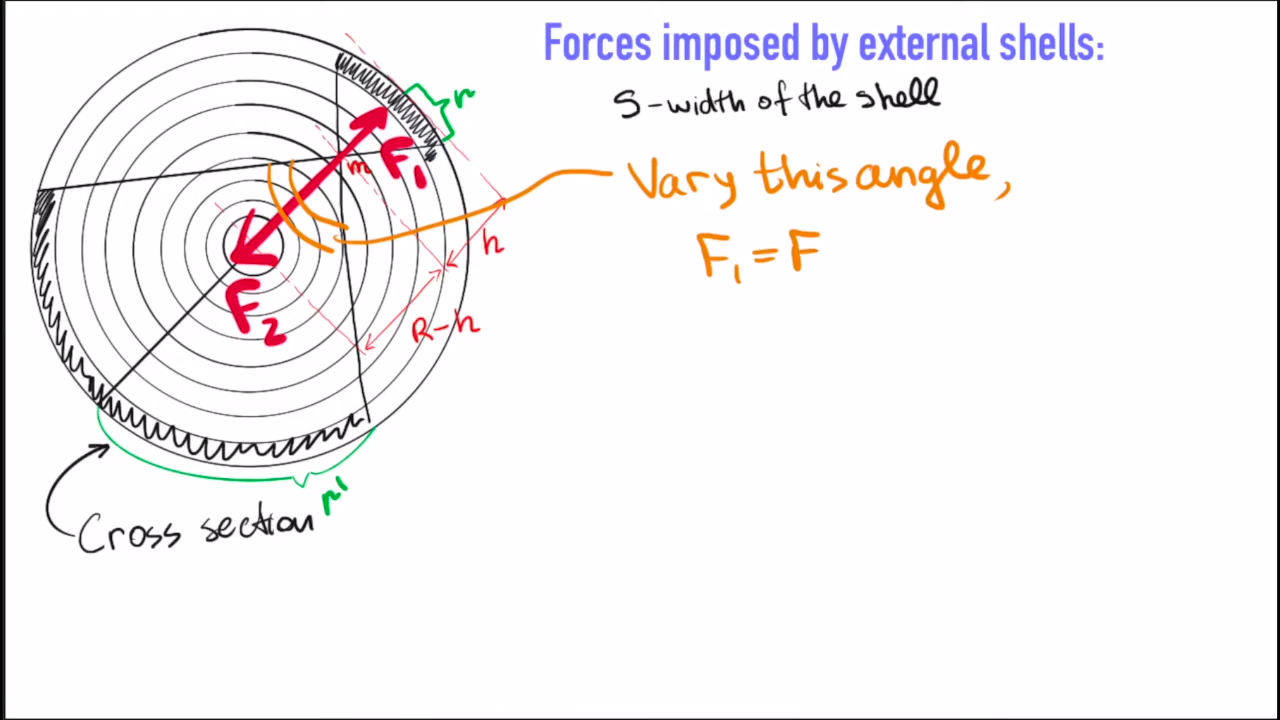 Forces imposed by external shells:
S-width of the shell
r
F₁
m
Vary this angle,
F₁ = F
h
F₂
R-h
r'
Cross section